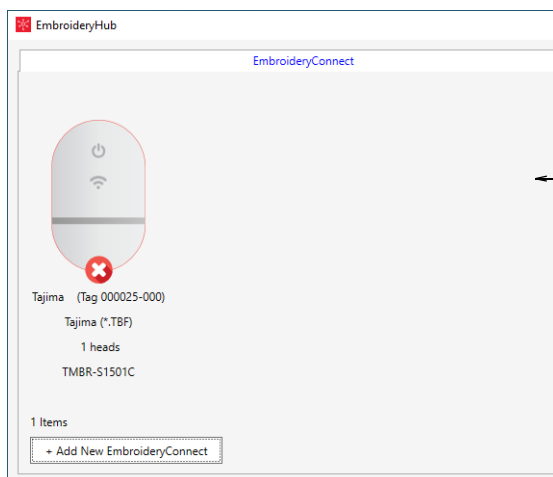 EmbroideryHub
EmbroideryConnect
Tajima (Tag 000025-000)
Tajima (*.TBF)
1 heads
TMBR-S1501C
1 Items
+ Add New EmbroideryConnect